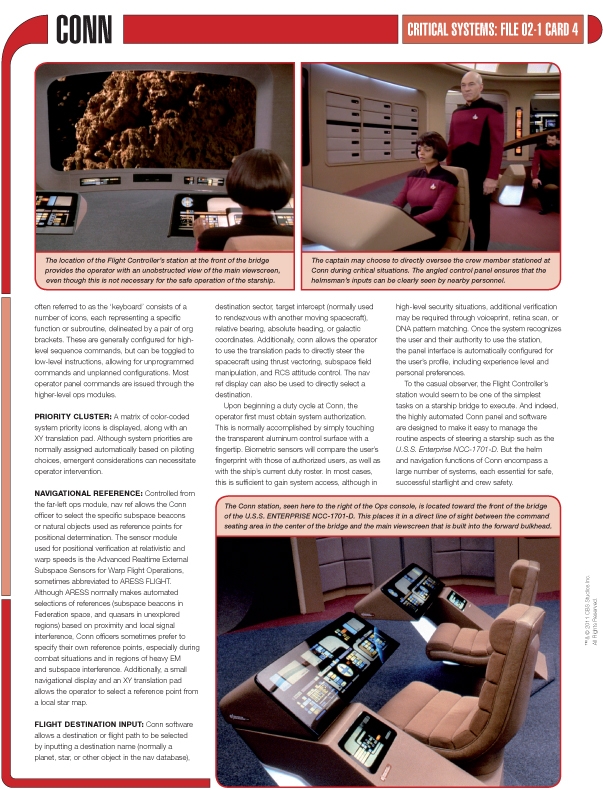 CONN
CRITICAL SYSTEMS: FILE 02-1 CARD 4
The location of the Flight Controller's station at the front of the bridge
provides the operator with an unobstructed view of the main viewscreen,
even though this is not necessary for the safe operation of the starship.
The captain may choose to directly oversee the crew member stationed at
Conn during critical situations. The angled control panel ensures that the
helmsman's inputs can be clearly seen by nearby personnel.
often referred to as the 'keyboard' consists of a
number of icons, each representing a specific
function or subroutine, delineated by a pair of org
brackets. These are generally configured for high-
level sequence commands, but can be toggled to
low-level instructions, allowing for unprogrammed
commands and unplanned configurations. Most
operator panel commands are issued through the
higher-level ops modules.
PRIORITY CLUSTER: A matrix of color-coded
system priority icons is displayed, along with an
XY translation pad. Although system priorities are
normally assigned automatically based on piloting
choices, emergent considerations can necessitate
operator intervention.
NAVIGATIONAL REFERENCE: Controlled from
the far-left ops module, nav ref allows the Conn
officer to select the specific subspace beacons
or natural objects used as reference points for
positional determination. The sensor module
used for positional verification at relativistic and
warp speeds is the Advanced Realtime External
Subspace Sensors for Warp Flight Operations,
sometimes abbreviated to ARESS FLIGHT.
Although ARESS normally makes automated
selections of references (subspace beacons in
Federation space, and quasars in unexplored
regions) based on proximity and local signal
interference, Conn officers sometimes prefer to
specify their own reference points, especially during
combat situations and in regions of heavy EM
and subspace interference. Additionally, a small
navigational display and an XY translation pad
allows the operator to select a reference point from
a local star map.
FLIGHT DESTINATION INPUT: Conn software
allows a destination or flight path to be selected
by inputting a destination name (normally a
planet, star, or other object in the nav database),
destination sector, target intercept (normally used
to rendezvous with another moving spacecraft),
relative bearing, absolute heading, or galactic
coordinates. Additionally, conn allows the operator
to use the translation pads to directly steer the
spacecraft using thrust vectoring, subspace field
manipulation, and RCS attitude control. The nav
ref display can also be used to directly select a
destination.
Upon beginning a duty cycle at Conn, the
operator first must obtain system authorization.
This is normally accomplished by simply touching
the transparent aluminum control surface with a
fingertip. Biometric sensors will compare the user's
fingerprint with those of authorized users, as well as
with the ship's current duty roster. In most cases,
this is sufficient to gain system access, although in
high-level security situations, additional verification
may be required through voiceprint, retina scan, or
DNA pattern matching. Once the system recognizes
the user and their authority to use the station,
the panel interface is automatically configured for
the user's profile, including experience level and
personal preferences.
To the casual observer, the Flight Controller's
station would seem to be one of the simplest
tasks on a starship bridge to execute. And indeed,
the highly automated Conn panel and software
are designed to make it easy to manage the
routine aspects of steering a starship such as the
U.S.S. Enterprise NCC-1701-D. But the helm
and navigation functions of Conn encompass a
large number of systems, each essential for safe,
successful starflight and crew safety.
The Conn station, seen here to the right of the Ops console, is located toward the front of the bridge
of the U.S.S. ENTERPRISE NCC-1701-D. This places it in a direct line of sight between the command
seating area in the center of the bridge and the main viewscreen that is built into the forward bulkhead.
™& © 2011 CBS Studios Inc.
All Rights Reserved